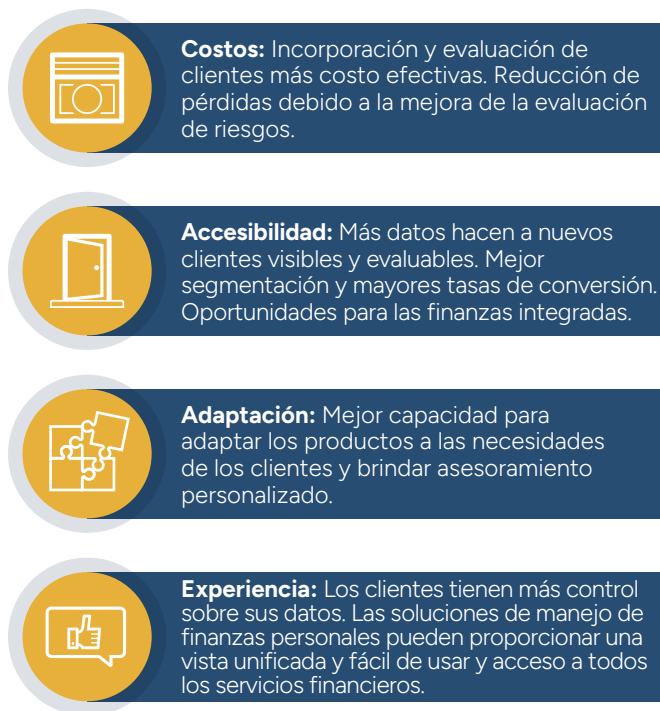 Costos: Incorporación y evaluación de
clientes más costo efectivas. Reducción de
pérdidas debido a la mejora de la evaluación
de riesgos.
Accesibilidad: Más datos hacen a nuevos
clientes visibles y evaluables. Mejor
segmentación y mayores tasas de conversión.
Oportunidades para las finanzas integradas.
Adaptación: Mejor capacidad para
adaptar los productos a las necesidades
de los clientes y brindar asesoramiento
personalizado.
Experiencia: Los clientes tienen más control
sobre sus datos. Las soluciones de manejo de
finanzas personales pueden proporcionar una
vista unificada y fácil de usar y acceso a todos
los servicios financieros.